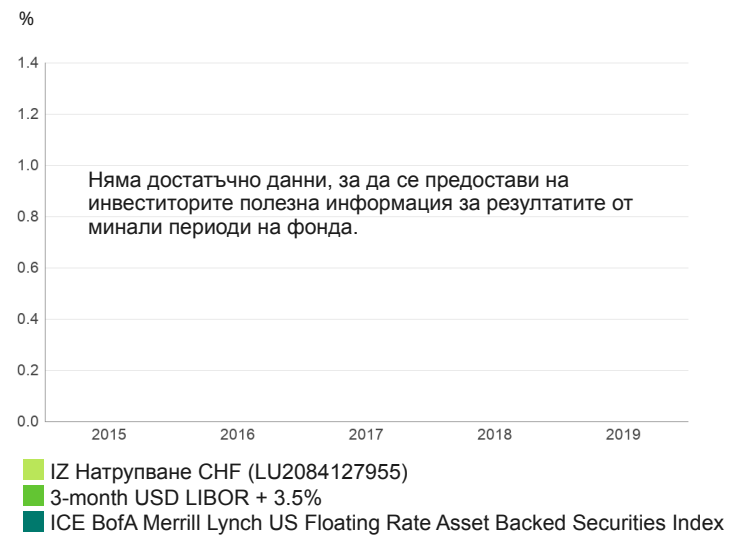 %
1.4
1.2
1.0
Няма достатъчно данни, за да се предостави на
инвеститорите полезна информация за резултатите от
0.8
минали периоди на фонда.
0.6
0.4
0.2
0.0
2015 2016 2017 2018 2019
IZ Натрупване CHF (LU2084127955)
3-month USD LIBOR + 3.5%
ICE BofA Merrill Lynch US Floating Rate Asset Backed Securities Index